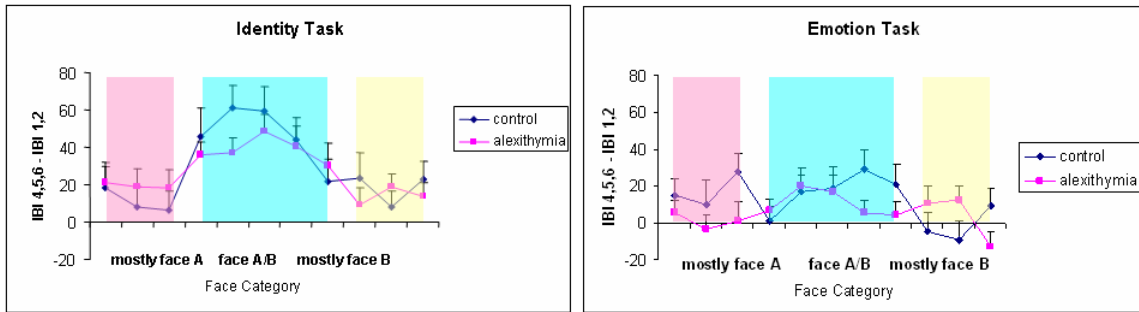 Identity Task
80
60
40
20
0
-20
IBI 4,5,6 - IBI 1,2
mostly face A face A/B mostly face B
Face Category
control
alexithymia
Emotion Task
80
60
40
20
0
-20
IBI 4,5,6 - IBI 1,2
mostly face A face A/B mostly face B
Face Category
control
alexithymia